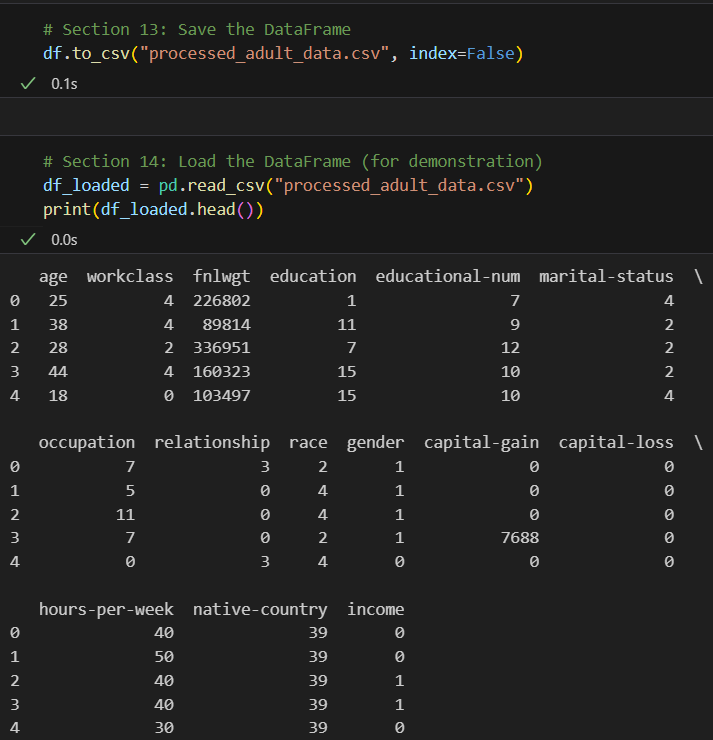 # Section 13: Save the DataFrame
df.to_csv("processed_adult_data.csv", index=False)
✓ 0.1s
# Section 14: Load the DataFrame (for demonstration)
df_loaded = pd.read_csv("processed_adult_data.csv")
print(df_loaded.head())
✓ 0.0s
   age  workclass  fnlwgt  education  educational-num  marital-status  \
0   25          4  226802          1                7               4
1   38          4   89814         11                9               2
2   28          2  336951          7               12               2
3   44          4  160323         15               10               2
4   18          0  103497         15               10               4
   occupation  relationship  race  gender  capital-gain  capital-loss  \
0           7             3     2       1             0             0
1           5             0     4       1             0             0
2          11             0     4       1             0             0
3           7             0     2       1          7688             0
4           0             3     4       0             0             0
   hours-per-week  native-country  income
0              40              39       0
1              50              39       0
2              40              39       1
3              40              39       1
4              30              39       0